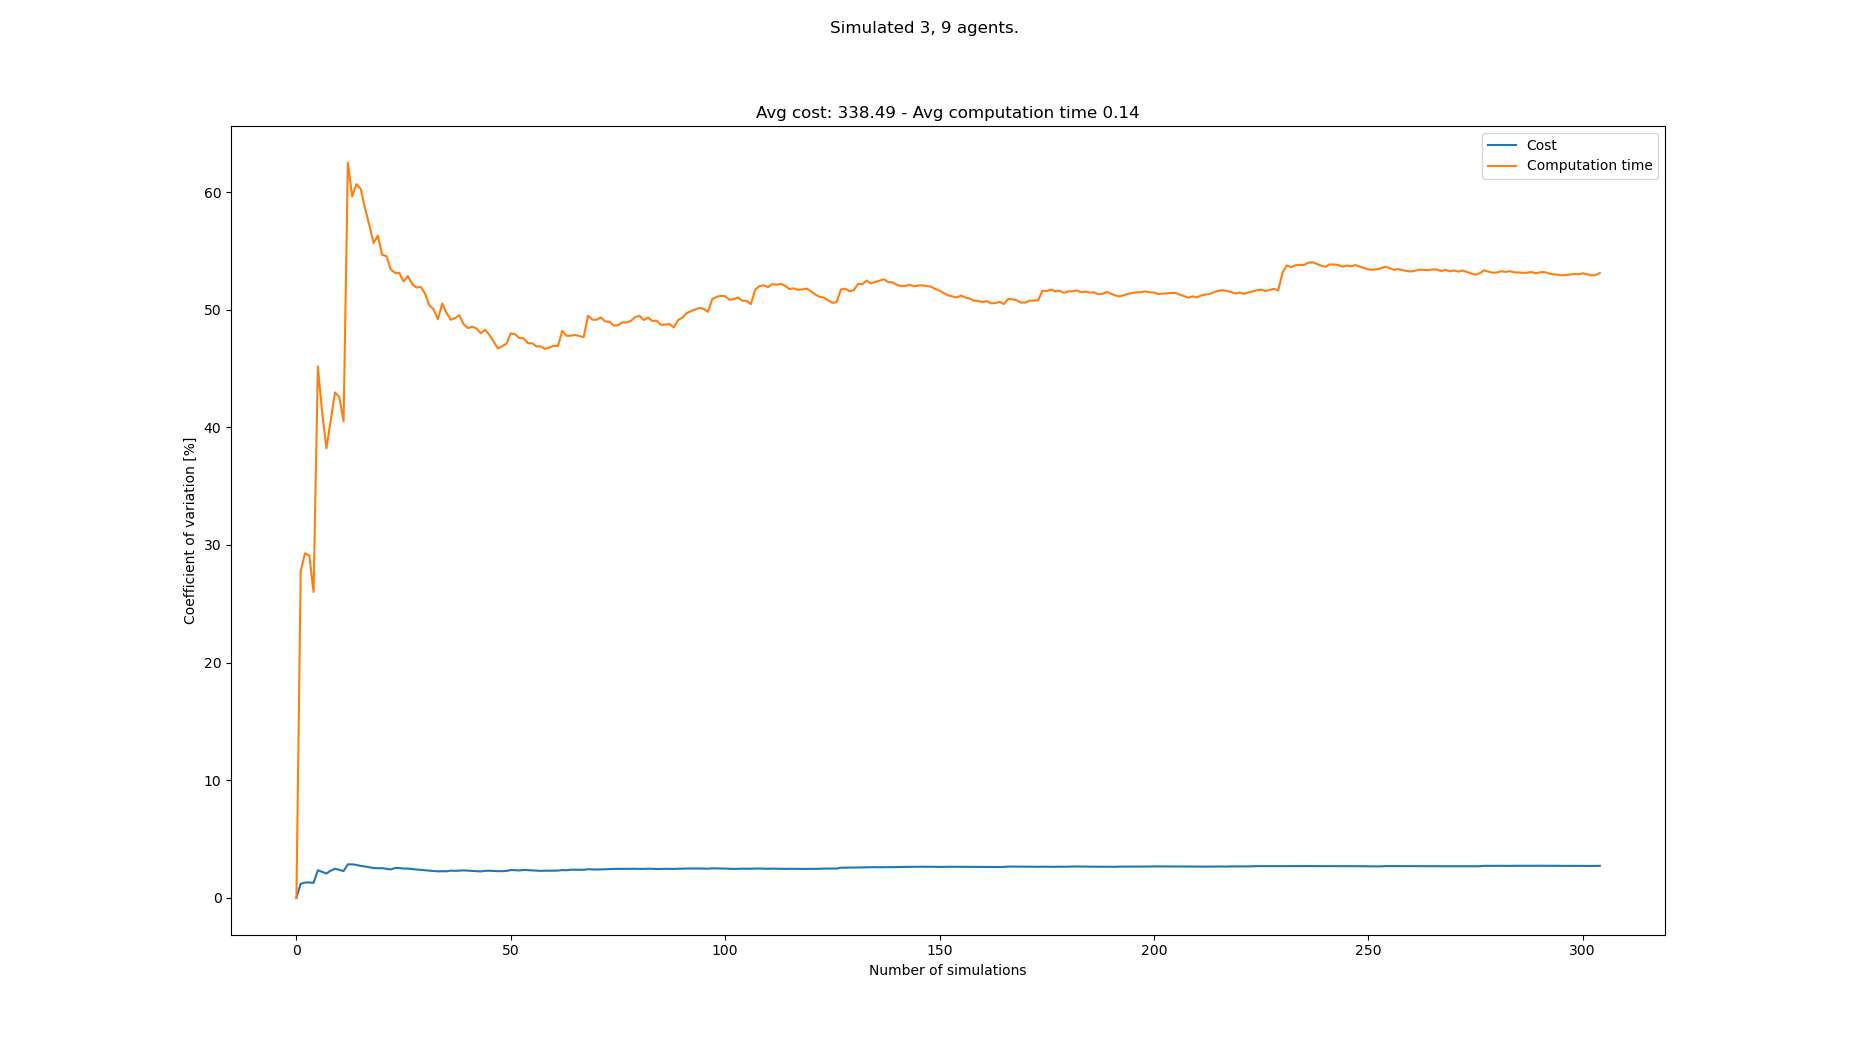 Simulated 3, 9 agents.
Avg cost: 338.49 - Avg computation time 0.14
Cost
Computation time
60
50
40
30
20
10
0
Coefficient of variation [%]
0 50 100 150 200 250 300
Number of simulations